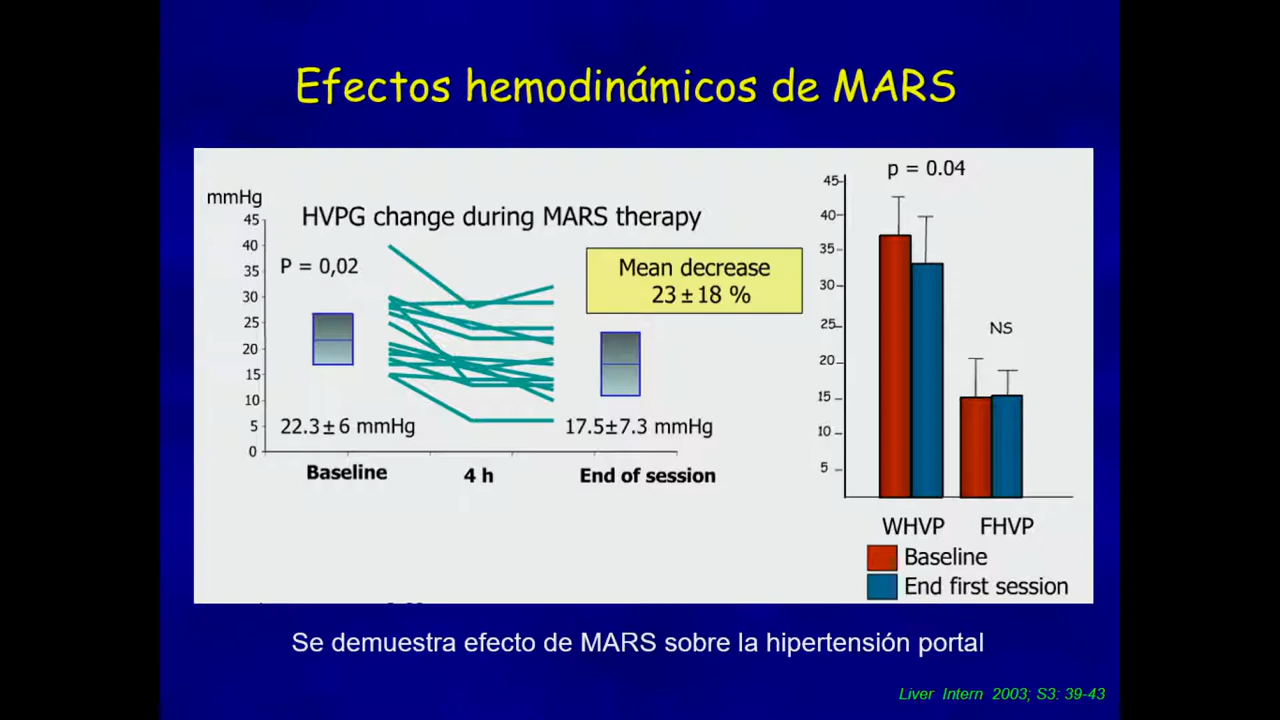 Efectos hemodinámicos de MARS
mmHg
HVPG change during MARS therapy
45
40
35
30
25
20
15
10
5
0
P = 0,02
Mean decrease
23±18 %
22.3±6 mmHg
17.5±7.3 mmHg
Baseline
4 h
End of session
p = 0.04
45
40
35
30
25
20
15
10
5
NS
WHVP
FHVP
Baseline
End first session
Se demuestra efecto de MARS sobre la hipertensión portal
Liver Intern 2003; S3: 39-43